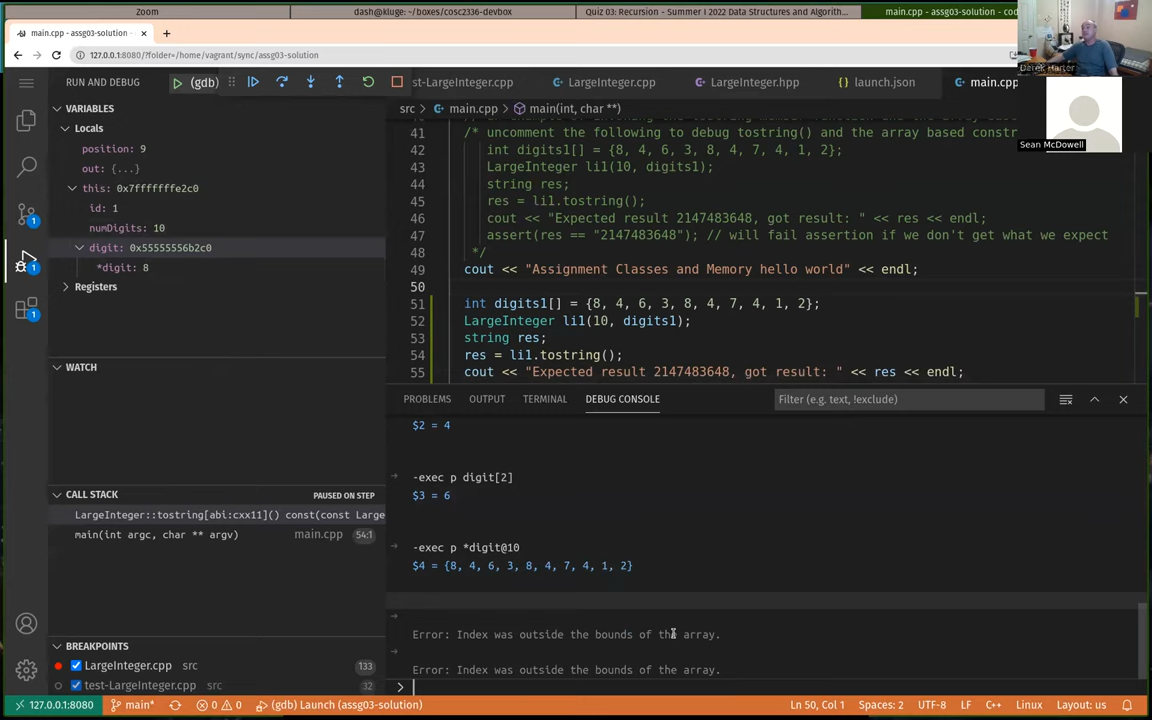 Zoom
dash@kluge: ~/boxes/cosc2336-devbox
Quiz 03: Recursion - Summer I 2022 Data Structures and Algorith...
main.cpp - assg03-solution - cod
main.cpp - assg03-solution -
127.0.0.1:8080/?folder=/home/vagrant/sync/assg03-solution
Derek Harter
Sean McDowell
RUN AND DEBUG
(gdb)
st-LargeInteger.cpp
LargeInteger.cpp
LargeInteger.hpp
launch.json
main.cpp
src > main.cpp > main(int, char **)
VARIABLES
Locals
position: 9
out: {...}
this: 0x7fffffffe2c0
id: 1
numDigits: 10
digit: 0x55555556b2c0
*digit: 8
Registers
WATCH
CALL STACK
PAUSED ON STEP
LargeInteger::tostring[abi:cxx11]() const(const Large
main(int argc, char ** argv)
main.cpp
54:1
BREAKPOINTS
LargeInteger.cpp src
133
test-LargeInteger.cpp src
32
41 /* uncomment the following to debug tostring() and the array based constr
42 int digits1[] = {8, 4, 6, 3, 8, 4, 7, 4, 1, 2};
43 LargeInteger li1(10, digits1);
44 string res;
45 res = li1.tostring();
46 cout << "Expected result 2147483648, got result: " << res << endl;
47 assert(res == "2147483648"); // will fail assertion if we don't get what we expect
48 */
49 cout << "Assignment Classes and Memory hello world" << endl;
50
51 int digits1[] = {8, 4, 6, 3, 8, 4, 7, 4, 1, 2};
52 LargeInteger li1(10, digits1);
53 string res;
54 res = li1.tostring();
55 cout << "Expected result 2147483648, got result: " << res << endl;
PROBLEMS
OUTPUT
TERMINAL
DEBUG CONSOLE
Filter (e.g. text, !exclude)
$2 = 4
-exec p digit[2]
$3 = 6
-exec p *digit@10
$4 = {8, 4, 6, 3, 8, 4, 7, 4, 1, 2}
Error: Index was outside the bounds of the array.
Error: Index was outside the bounds of the array.
>
1
1
1
127.0.0.1:8080
main*
0
0
(gdb) Launch (assg03-solution)
Ln 50, Col 1
Spaces: 2
UTF-8
LF
C++
Linux
Layout: us